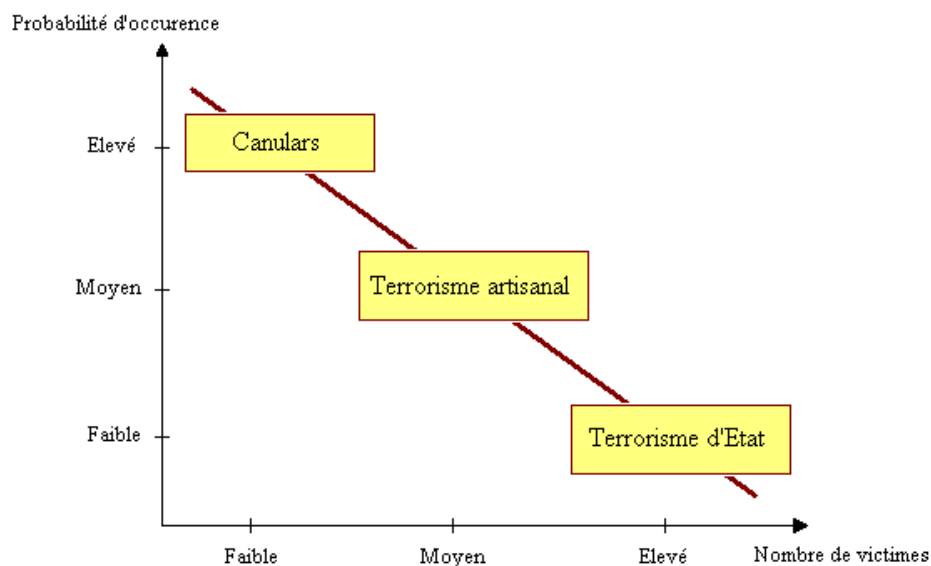 Probabilité d'occurence
Elevé
Canulars
Moyen
Terrorisme artisanal
Faible
Terrorisme d'Etat
Faible
Moyen
Elevé
Nombre de victimes